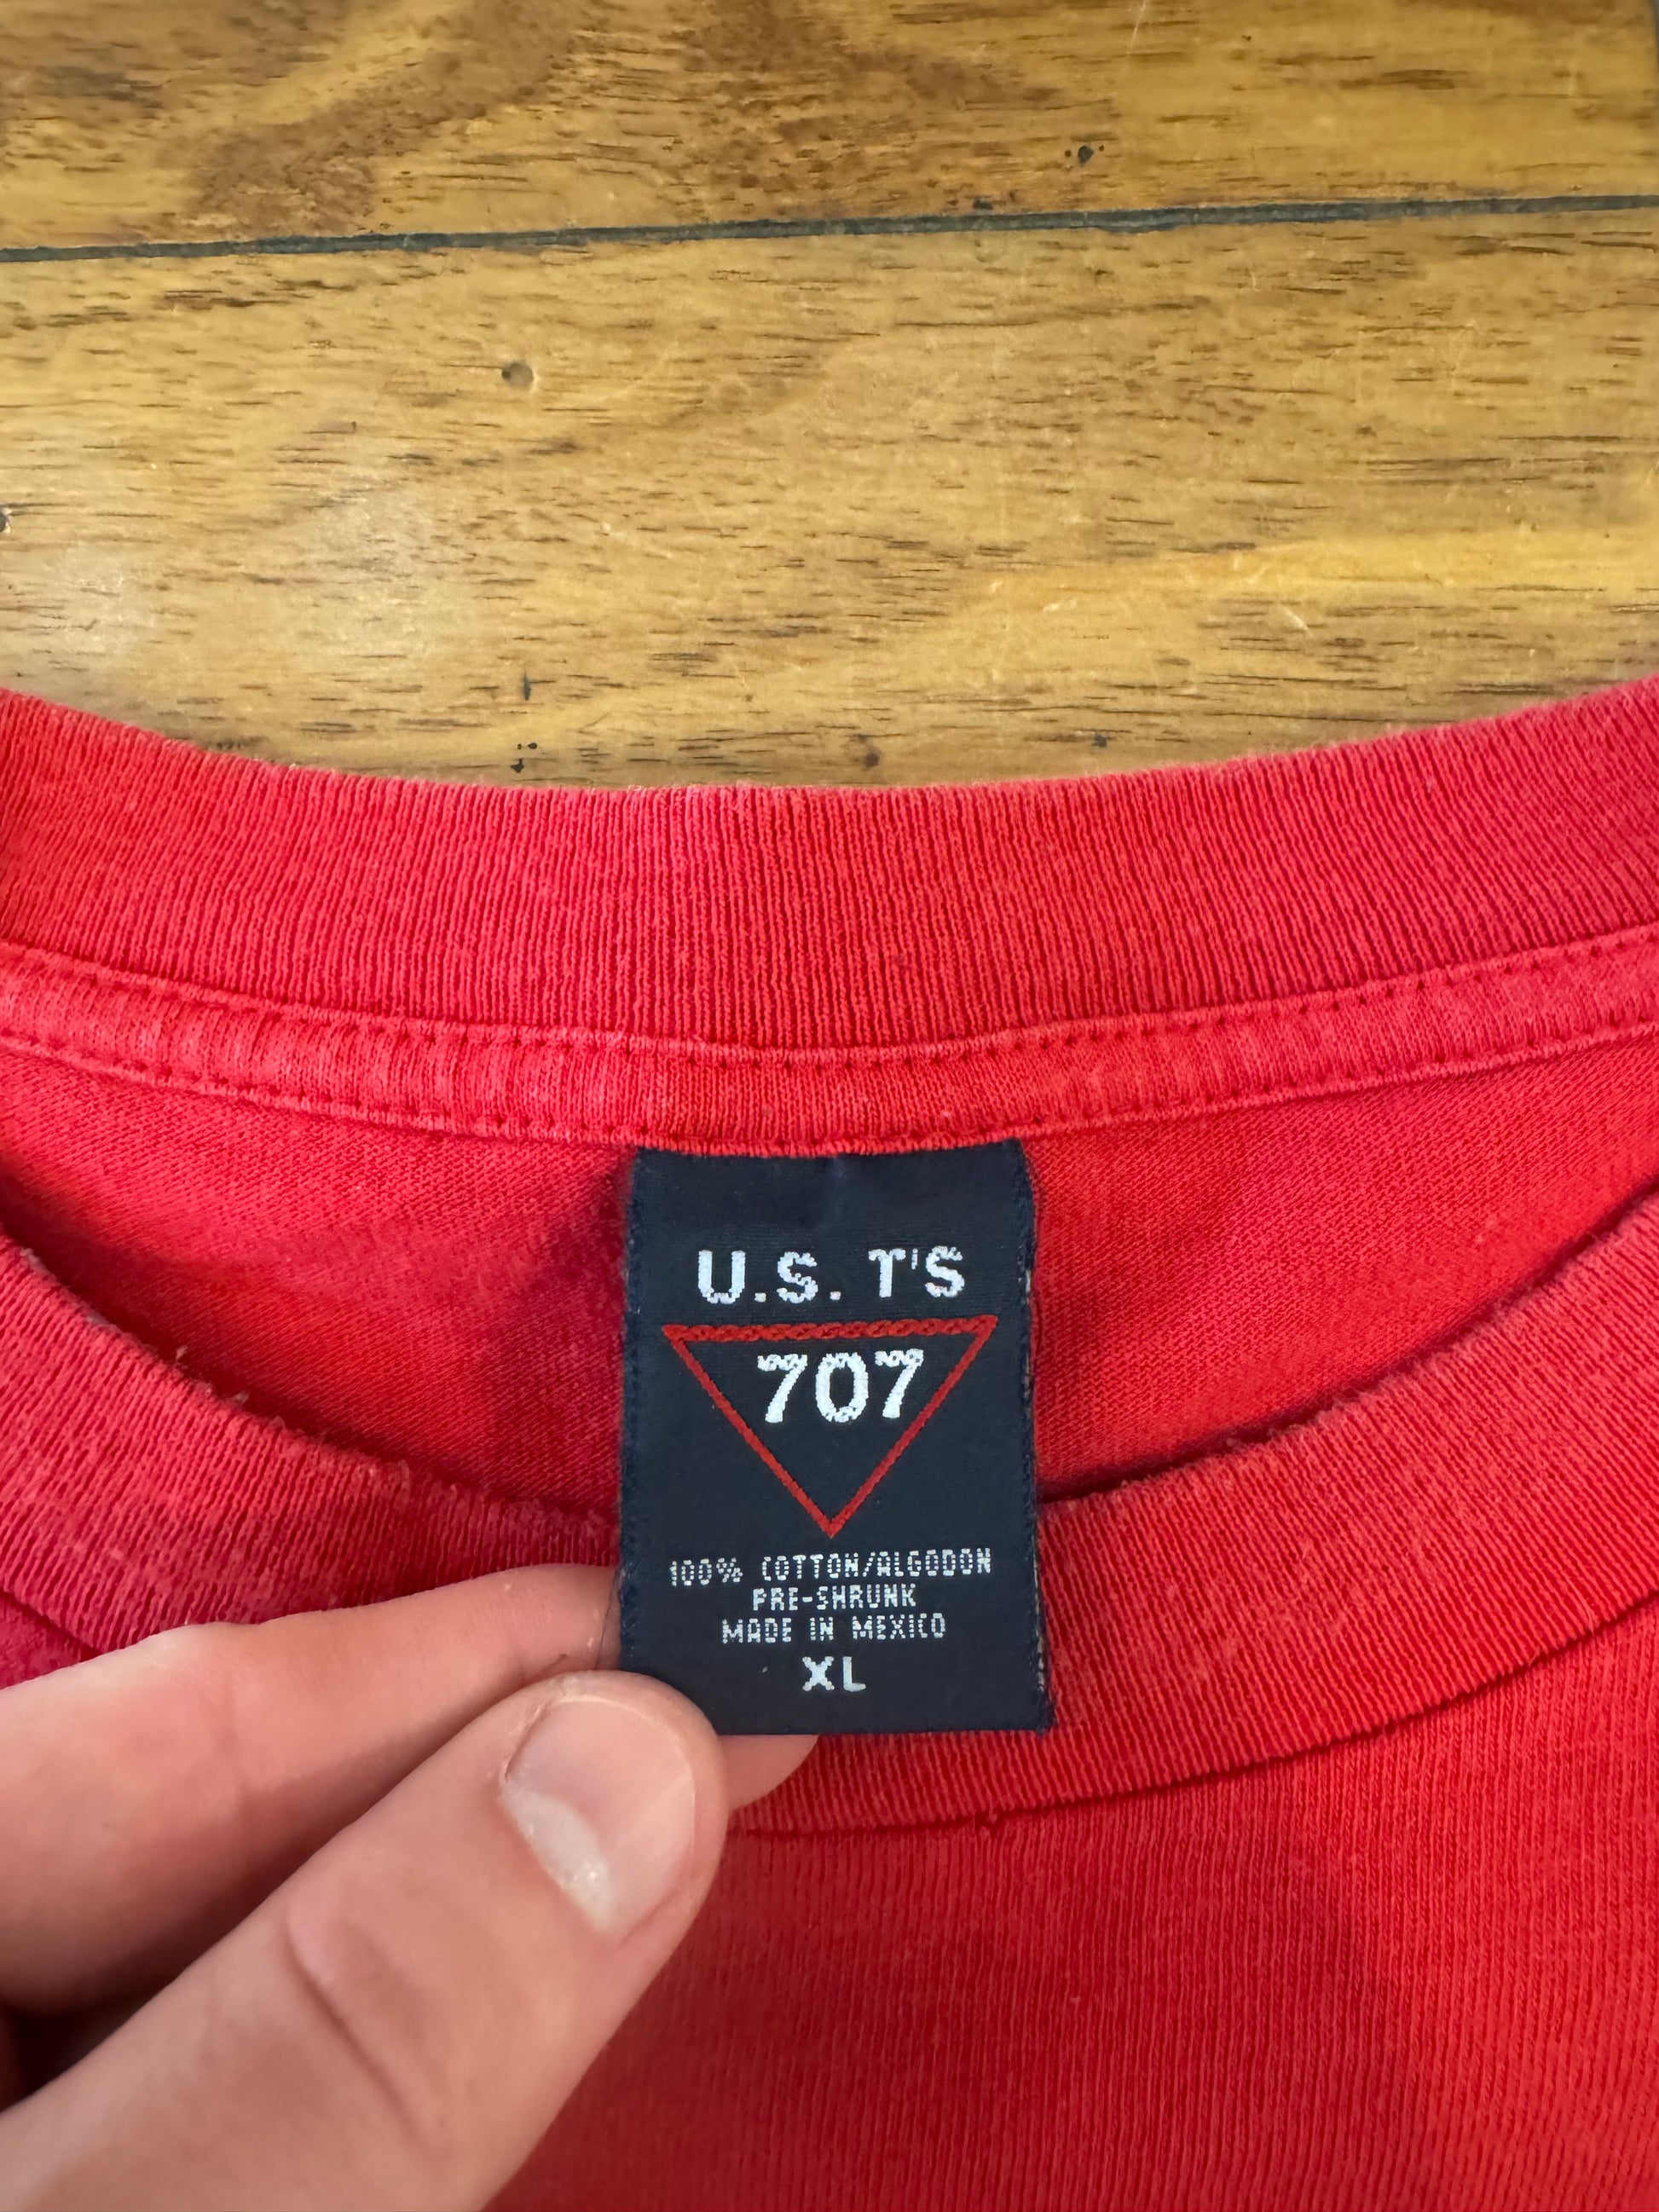 U.S. T'S
707
100% COTTON/ALGODON
PRE-SHRUNK
MADE IN MEXICO
XL